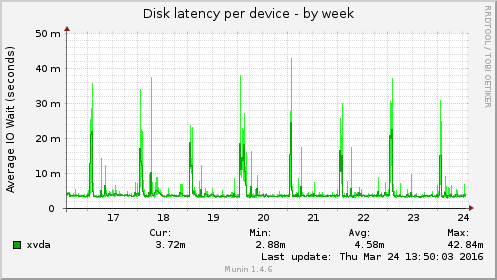 Disk latency per device - by week
RRDTOOL / TOBI OETIKER
Average IO Wait (seconds)
50 m
40 m
30 m
20 m
10 m
0
17 18 19 20 21 22 23 24
Cur: Min: Avg: Max:
xvda 3.72m 2.88m 4.58m 42.84m
Last update: Thu Mar 24 13:50:03 2016
Munin 1.4.6